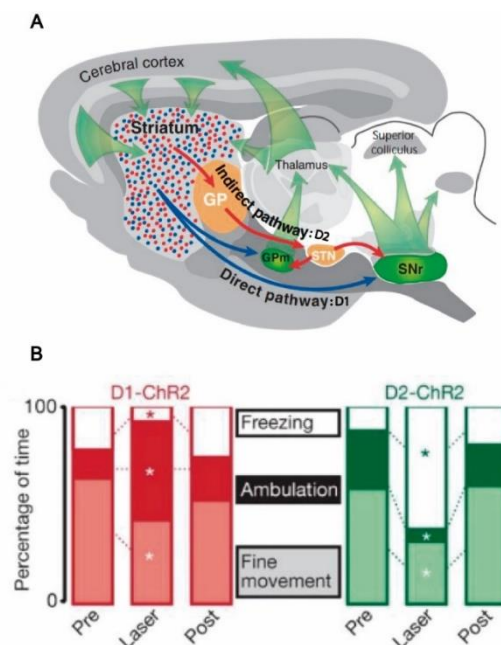 A
Cerebral cortex
Striatum
Superior
colliculus
Thalamus
Indirect pathway:D2
GP
GPm
STN
SNr
Direct pathway:D1
B
D1-ChR2
D2-ChR2
100
Percentage of time
0
Freezing
Ambulation
Fine
movement
*
*
*
*
*
*
Pre
Laser
Post
Pre
Laser
Post